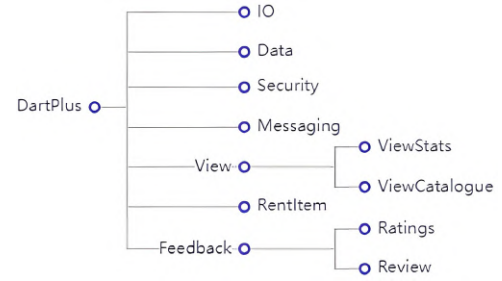 IO
Data
Security
DartPlus
Messaging
View
ViewStats
ViewCatalogue
RentItem
Feedback
Ratings
Review